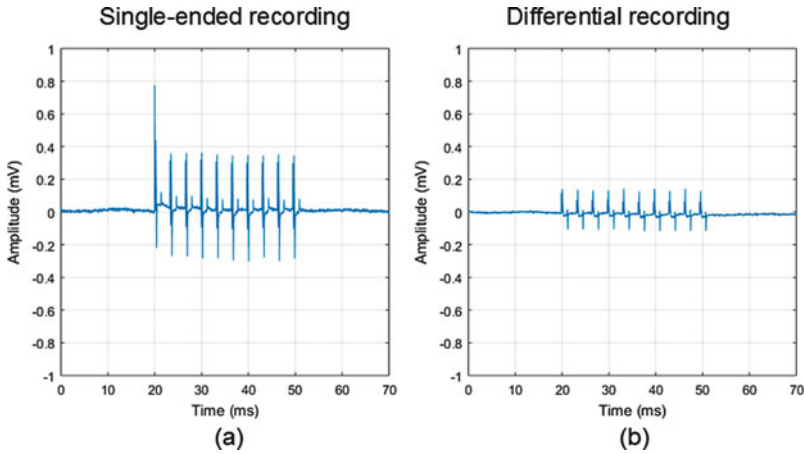 Single-ended recording
Differential recording
1
0.8
0.6
0.4
0.2
0
-0.2
-0.4
-0.6
-0.8
-1
Amplitude (mV)
0 10 20 30 40 50 60 70
Time (ms)
(a)
1
0.8
0.6
0.4
0.2
0
-0.2
-0.4
-0.6
-0.8
-1
Amplitude (mV)
0 10 20 30 40 50 60 70
Time (ms)
(b)